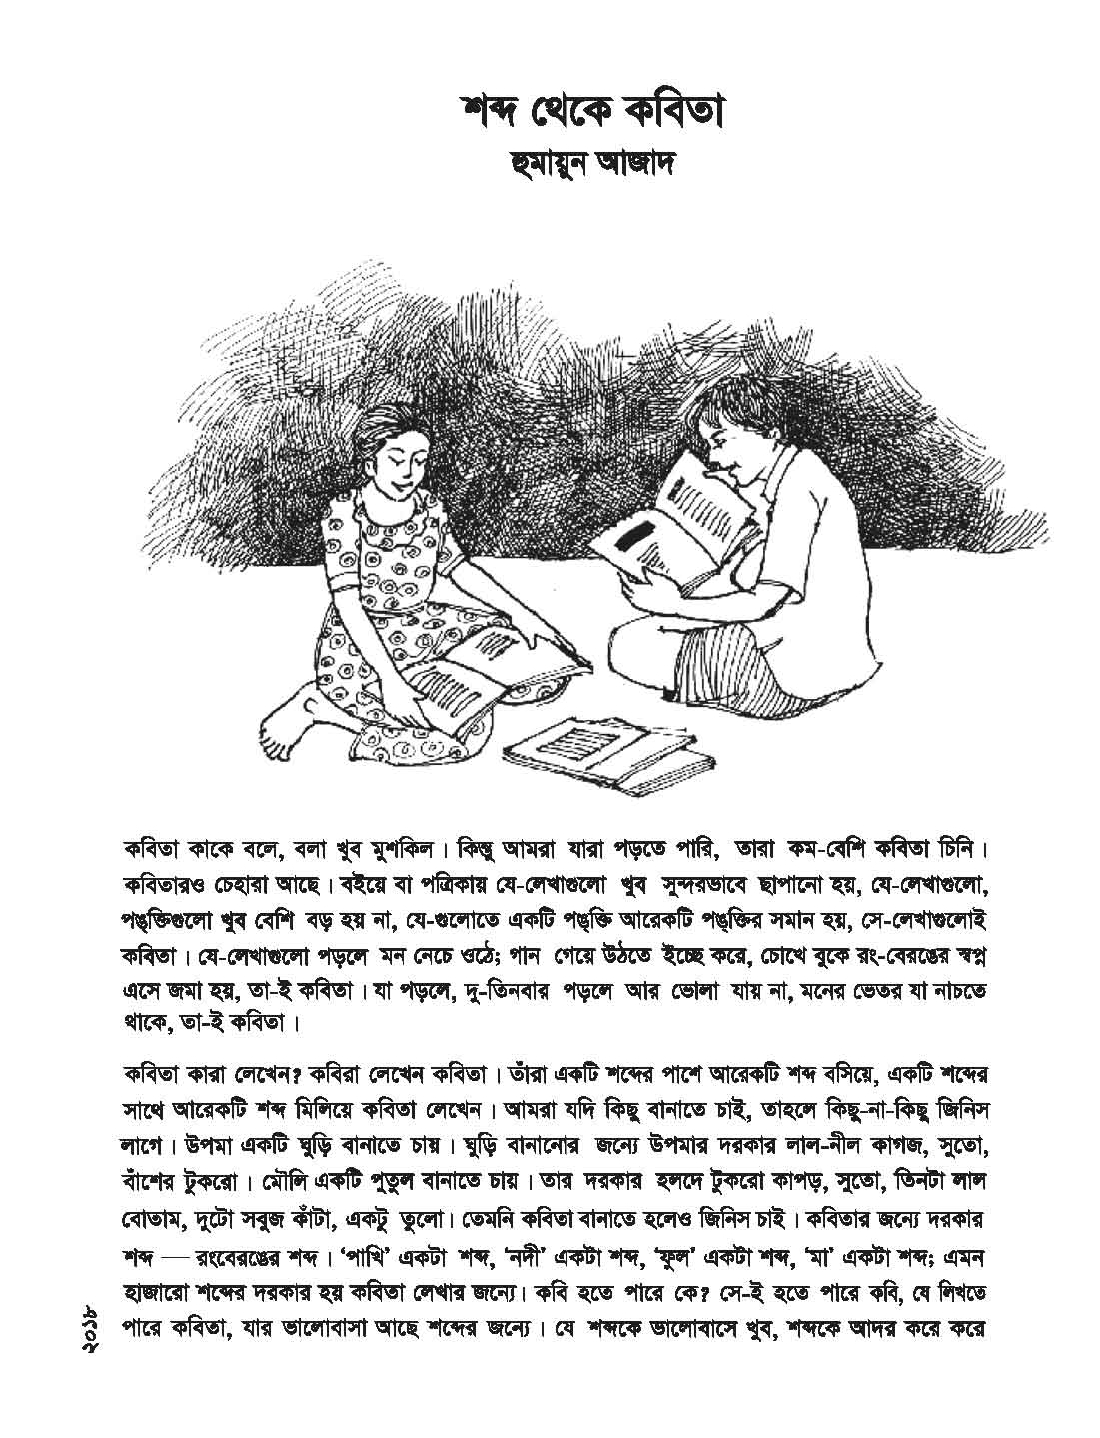 শব্দ থেকে কবিতা
হুমায়ুন আজাদ
কবিতা কাকে বলে, বলা খুব মুশকিল। কিন্তু আমরা যারা পড়তে পারি, তারা কম-বেশি কবিতা চিনি।
কবিতারও চেহারা আছে। বইয়ে বা পত্রিকায় যে-লেখাগুলো খুব সুন্দরভাবে ছাপানো হয়, যে-লেখাগুলো,
পঙ্‌ক্তিগুলো খুব বেশি বড় হয় না, যে-গুলোতে একটি পঙ্‌ক্তি আরেকটি পঙ্‌ক্তির সমান হয়, সে-লেখাগুলোই
কবিতা। যে-লেখাগুলো পড়লে মন নেচে ওঠে; গান গেয়ে উঠতে ইচ্ছে করে, চোখে বুকে রং-বেরঙের স্বপ্ন
এসে জমা হয়, তা-ই কবিতা। যা পড়লে, দু-তিনবার পড়লে আর ভোলা যায় না, মনের ভেতর যা নাচতে
থাকে, তা-ই কবিতা।
কবিতা কারা লেখেন? কবিরা লেখেন কবিতা। তাঁরা একটি শব্দের পাশে আরেকটি শব্দ বসিয়ে, একটি শব্দের
সাথে আরেকটি শব্দ মিলিয়ে কবিতা লেখেন। আমরা যদি কিছু বানাতে চাই, তাহলে কিছু-না-কিছু জিনিস
লাগে। উপমা একটি ঘুড়ি বানাতে চায়। ঘুড়ি বানানোর জন্যে উপমার দরকার লাল-নীল কাগজ, সুতো,
বাঁশের টুকরো। মৌলি একটি পুতুল বানাতে চায়। তার দরকার হলদে টুকরো কাপড়, সুতো, তিনটা লাল
বোতাম, দুটো সবুজ কাঁটা, একটু তুলো। তেমনি কবিতা বানাতে হলেও জিনিস চাই। কবিতার জন্যে দরকার
শব্দ — রংবেরঙের শব্দ। ‘পাখি’ একটা শব্দ, ‘নদী’ একটা শব্দ, ‘ফুল’ একটা শব্দ, ‘মা’ একটা শব্দ; এমন
হাজারো শব্দের দরকার হয় কবিতা লেখার জন্যে। কবি হতে পারে কে? সে-ই হতে পারে কবি, যে লিখতে
পারে কবিতা, যার ভালোবাসা আছে শব্দের জন্যে। যে শব্দকে ভালোবাসে খুব, শব্দকে আদর করে করে
২০১৮